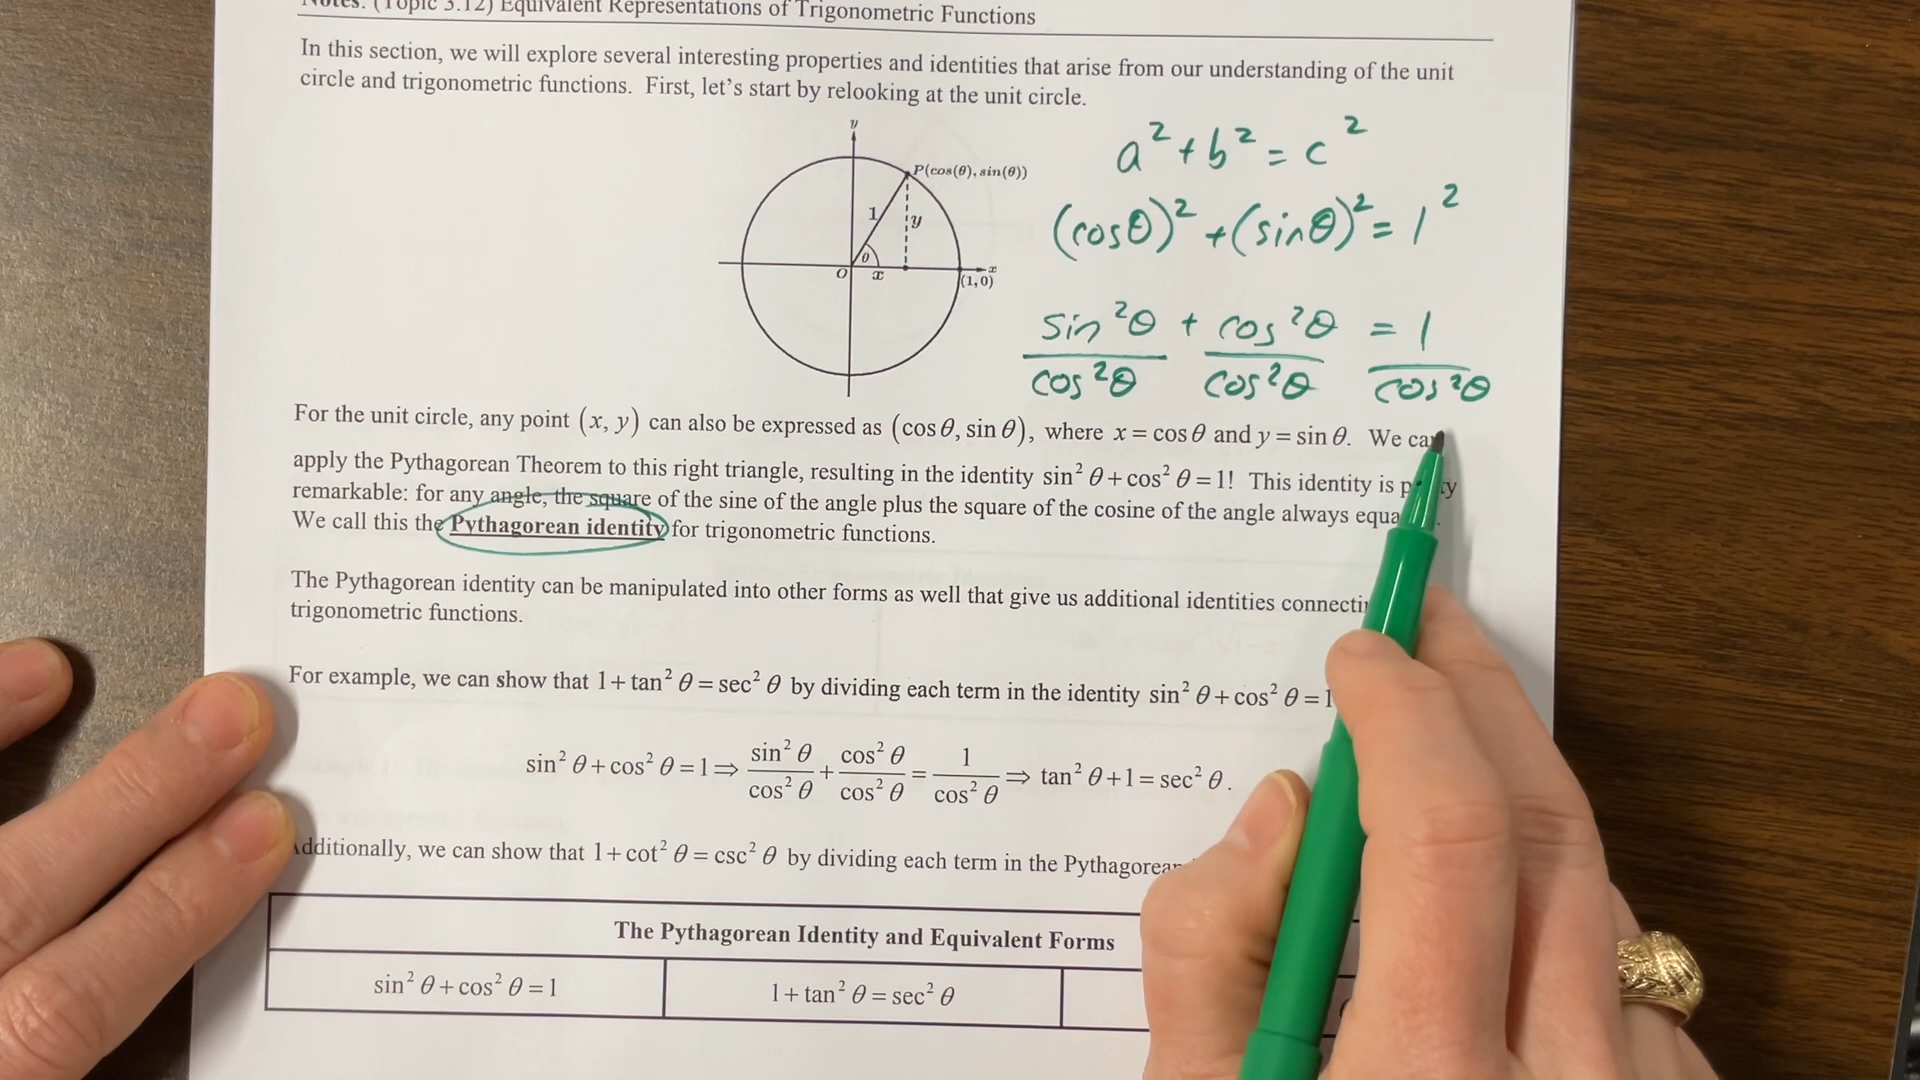 Notes: (Topic 3.12) Equivalent Representations of Trigonometric Functions
In this section, we will explore several interesting properties and identities that arise from our understanding of the unit
circle and trigonometric functions. First, let's start by relooking at the unit circle.
y
P(cos(θ), sin(θ))
1
y
θ
O
x
x
(1,0)
a² + b² = c²
(cosθ)² + (sinθ)² = 1²
sin²θ + cos²θ = 1
cos²θ cos²θ cos²θ
For the unit circle, any point (x, y) can also be expressed as (cos θ, sin θ), where x = cos θ and y = sin θ. We can
apply the Pythagorean Theorem to this right triangle, resulting in the identity sin² θ + cos² θ = 1! This identity is
remarkable: for any angle, the square of the sine of the angle plus the square of the cosine of the angle always
We call this the Pythagorean identity for trigonometric functions.
The Pythagorean identity can be manipulated into other forms as well that give us additional identities
trigonometric functions.
For example, we can show that 1 + tan² θ = sec² θ by dividing each term in the identity sin² θ + cos² θ = 1
sin² θ + cos² θ = 1 ⇒ sin² θ/cos² θ + cos² θ/cos² θ = 1/cos² θ ⇒ tan² θ + 1 = sec² θ.
Additionally, we can show that 1 + cot² θ = csc² θ by dividing each term in the Pythagorean
The Pythagorean Identity and Equivalent Forms
sin² θ + cos² θ = 1
1 + tan² θ = sec² θ